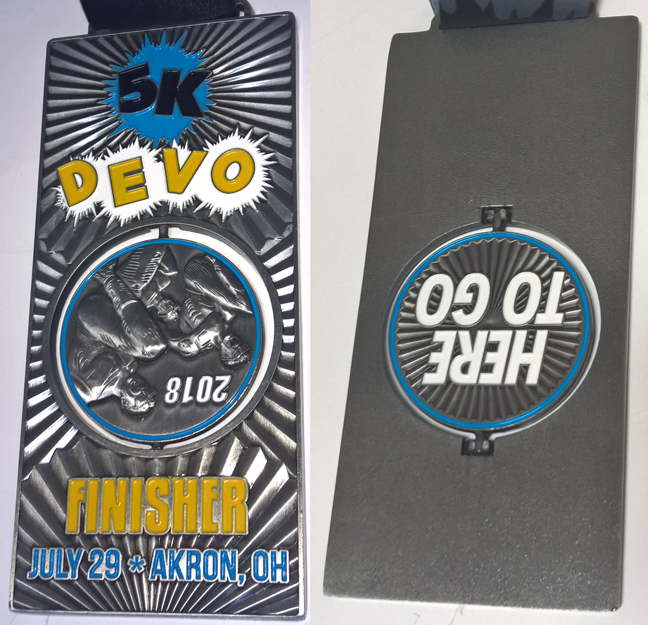 5K
DEVO
2018
FINISHER
JULY 29 * AKRON, OH
HERE
TO GO